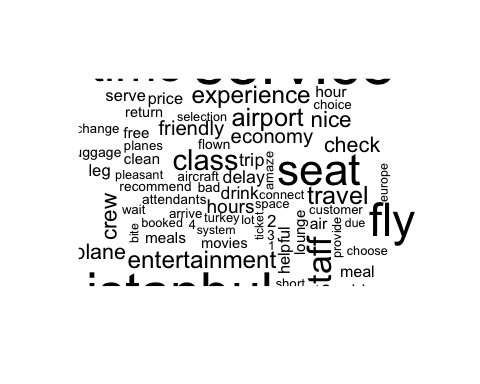 time service
serve price experience hour
choice
return selection airport nice
change free friendly economy
planes flown check
luggage clean class trip amaze seat europe
leg pleasant aircraft delay
recommend bad drink connect travel
attendants hours space
crew wait arrive turkey lot ticket 2 lounge customer fly
bite booked 4 system 3 air due
meals movies 1 helpful staff provide choose
plane entertainment meal
istanbul short